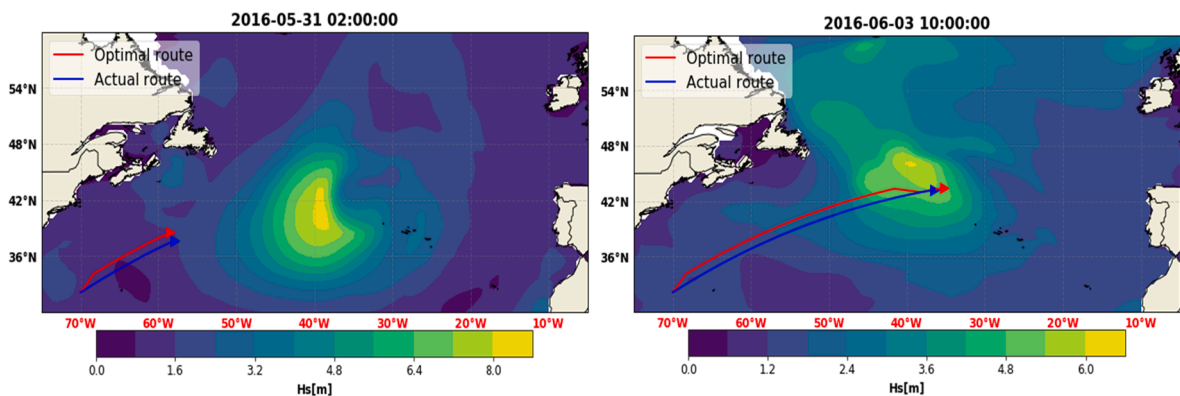 2016-05-31 02:00:00
Optimal route
Actual route
54°N
48°N
42°N
36°N
70°W 60°W 50°W 40°W 30°W 20°W 10°W
0.0 1.6 3.2 4.8 6.4 8.0
Hs[m]
2016-06-03 10:00:00
Optimal route
Actual route
54°N
48°N
42°N
36°N
70°W 60°W 50°W 40°W 30°W 20°W 10°W
0.0 1.2 2.4 3.6 4.8 6.0
Hs[m]